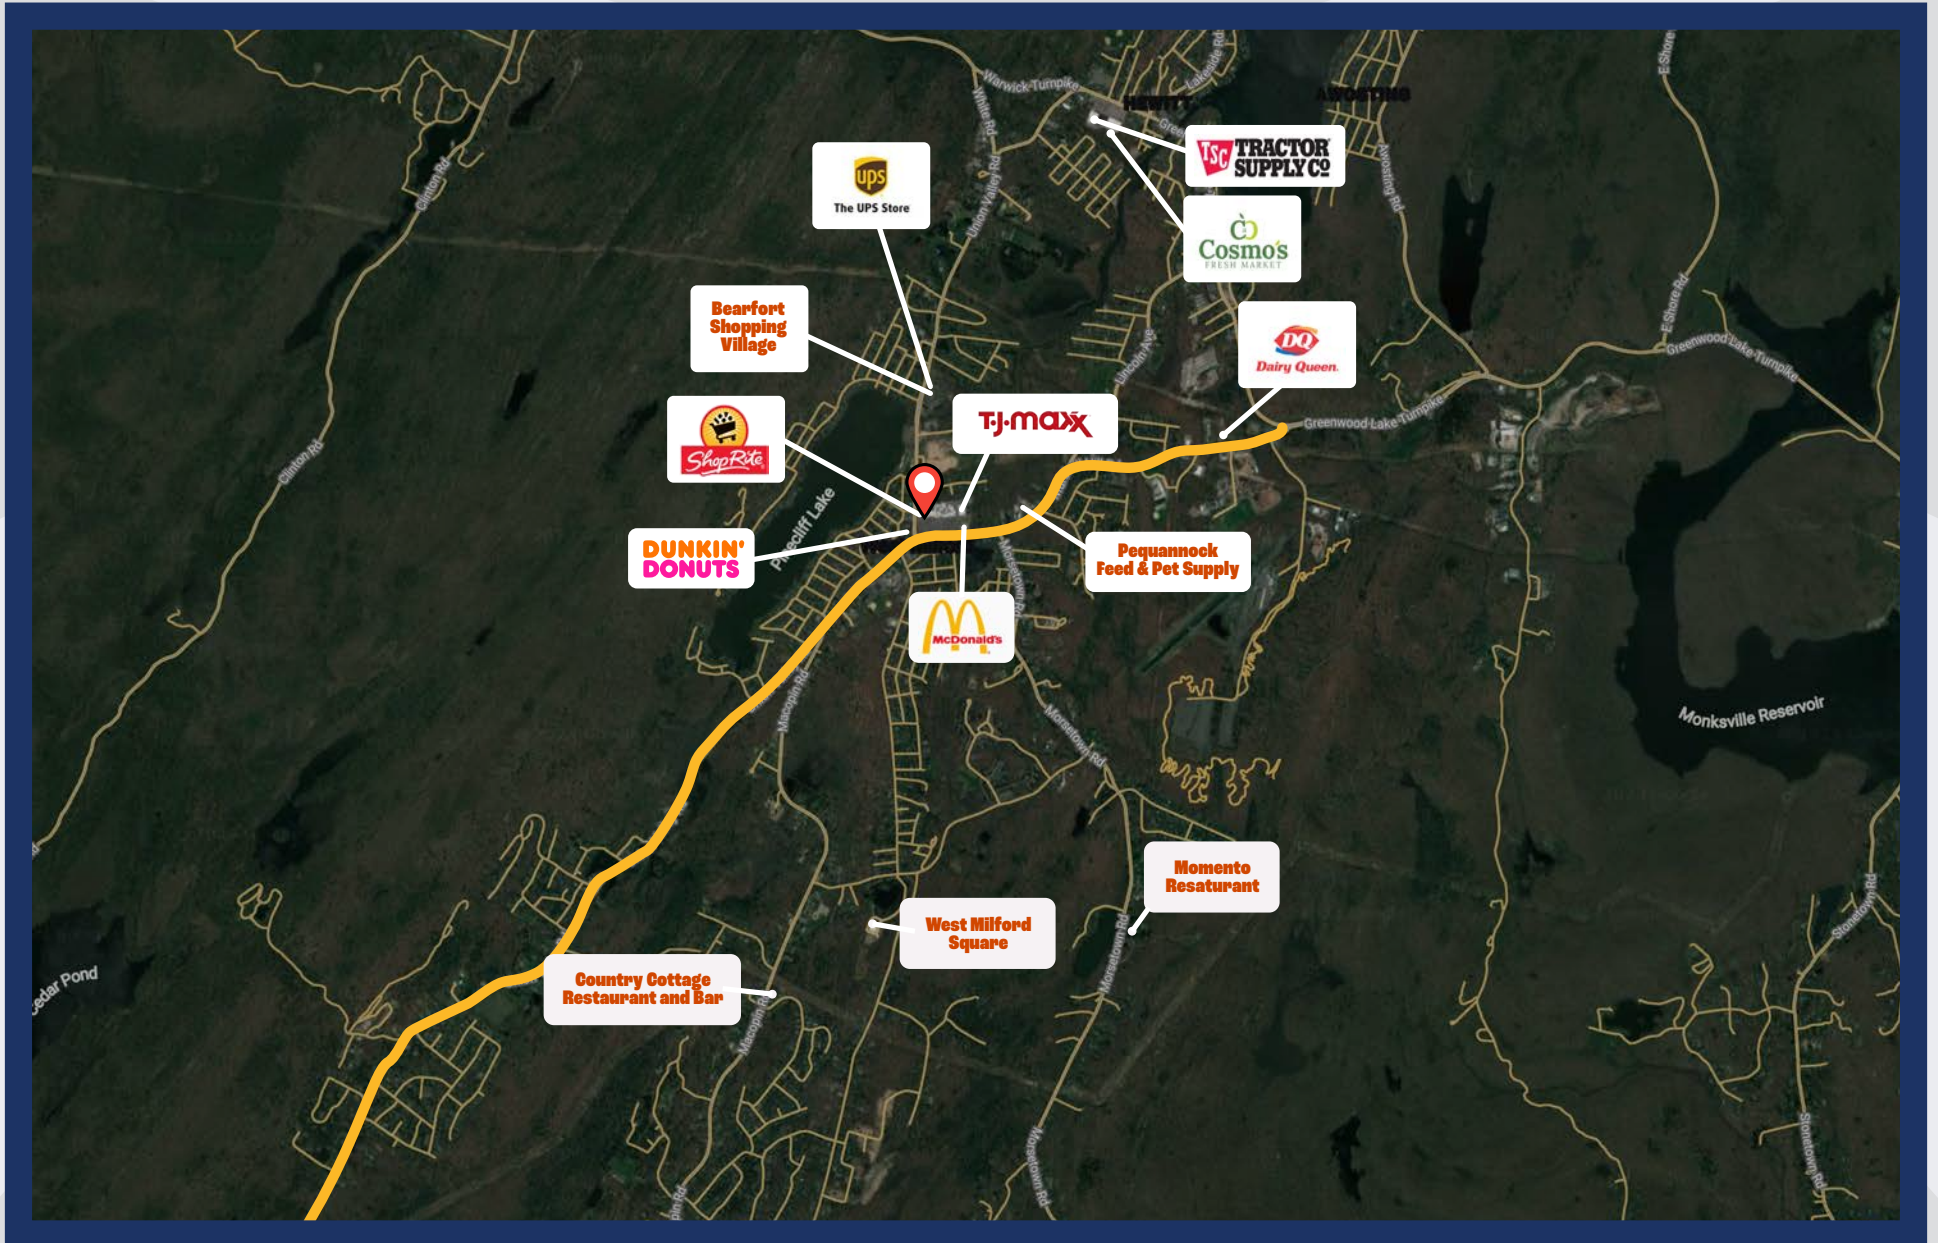 Warwick Turnpike
Lakeside Rd
E Shore
HEWITT
AWOSTING
White Rd
TSC TRACTOR
SUPPLY CO
ups
The UPS Store
Clinton Rd
Union Valley Rd
Awosting Rd
Cosmo's
FRESH MARKET
Bearfort
Shopping
Village
DQ
Dairy Queen
E Shore Rd
Greenwood Lake Turnpike
Lincoln Ave
ShopRite
T.J.maxx
Greenwood Lake Turnpike
Clinton Rd
Pinecliff Lake
DUNKIN'
DONUTS
Pequannock
Feed & Pet Supply
Morsetown Rd
McDonald's
Macopin Rd
Morsetown Rd
Monksville Reservoir
Momento
Resaturant
West Milford
Square
Morsetown Rd
Stonetown Rd
Cedar Pond
Country Cottage
Restaurant and Bar
Macopin Rd
Morsetown Rd
Stonetown Rd
pin Rd